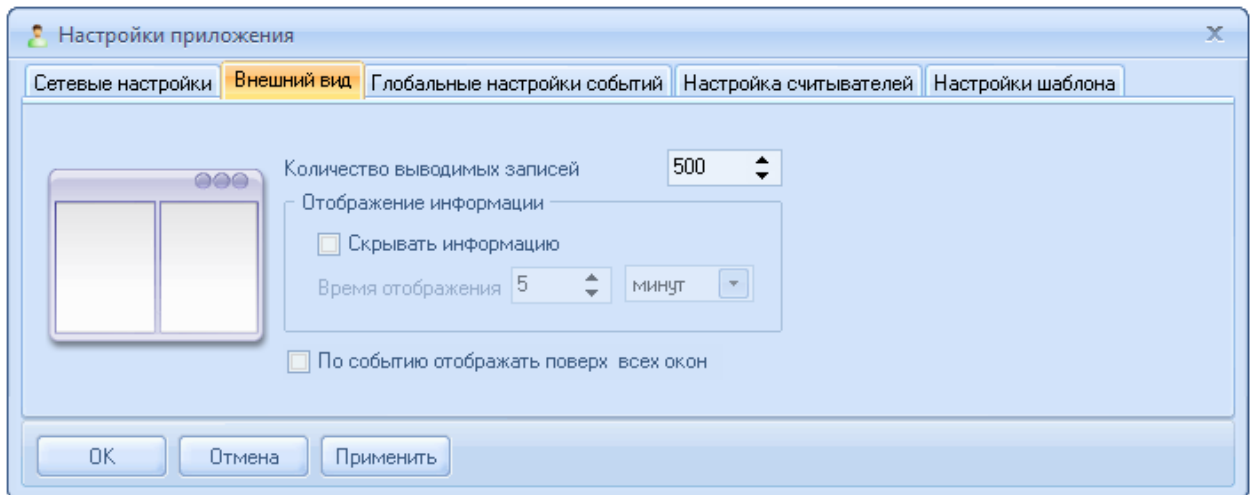 Настройки приложения
Сетевые настройки Внешний вид Глобальные настройки событий Настройка считывателей Настройки шаблона
Количество выводимых записей 500
Отображение информации
Скрывать информацию
Время отображения 5 минут
По событию отображать поверх всех окон
OK Отмена Применить